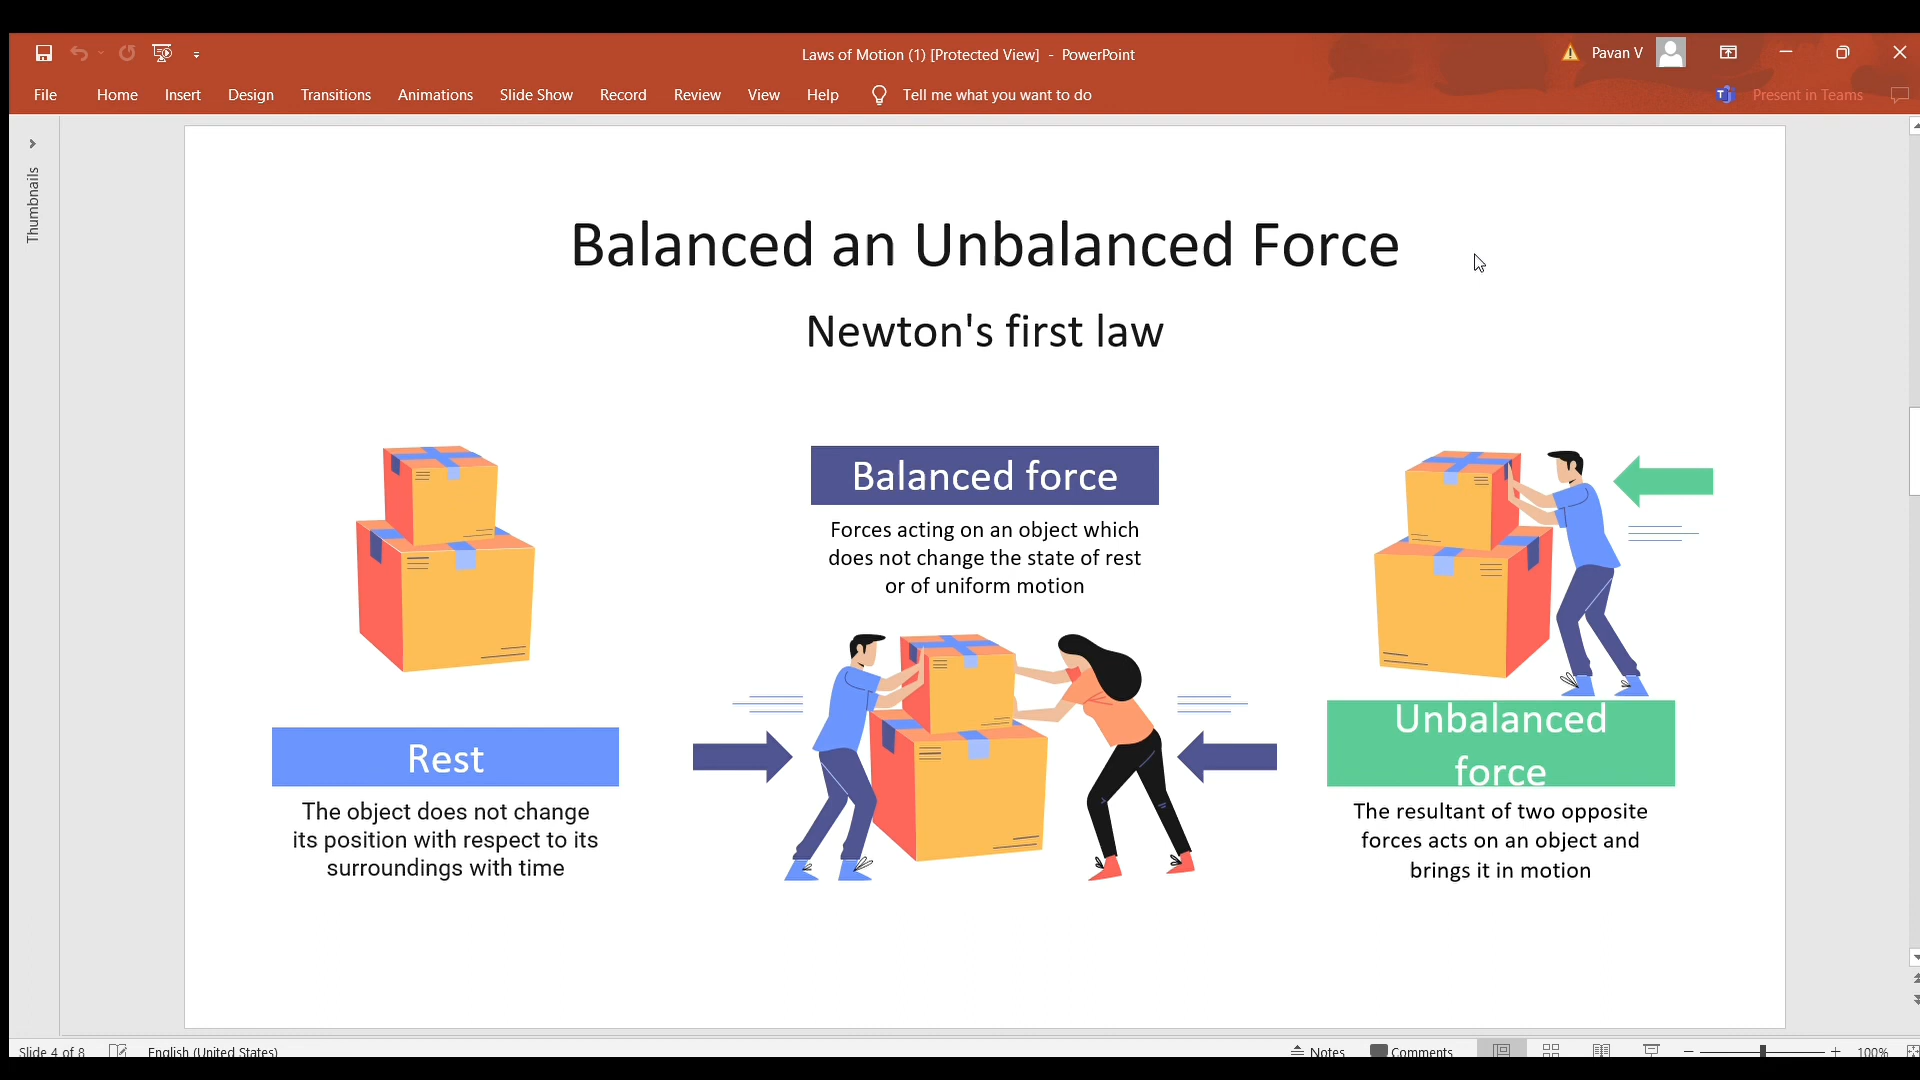 Laws of Motion (1) [Protected View] - PowerPoint
Pavan V
File Home Insert Design Transitions Animations Slide Show Record Review View Help Tell me what you want to do
Present in Teams
Thumbnails
Balanced an Unbalanced Force
Newton's first law
Rest
The object does not change
its position with respect to its
surroundings with time
Balanced force
Forces acting on an object which
does not change the state of rest
or of uniform motion
Unbalanced
force
The resultant of two opposite
forces acts on an object and
brings it in motion
Slide 4 of 8 English (United States) Notes Comments 100%